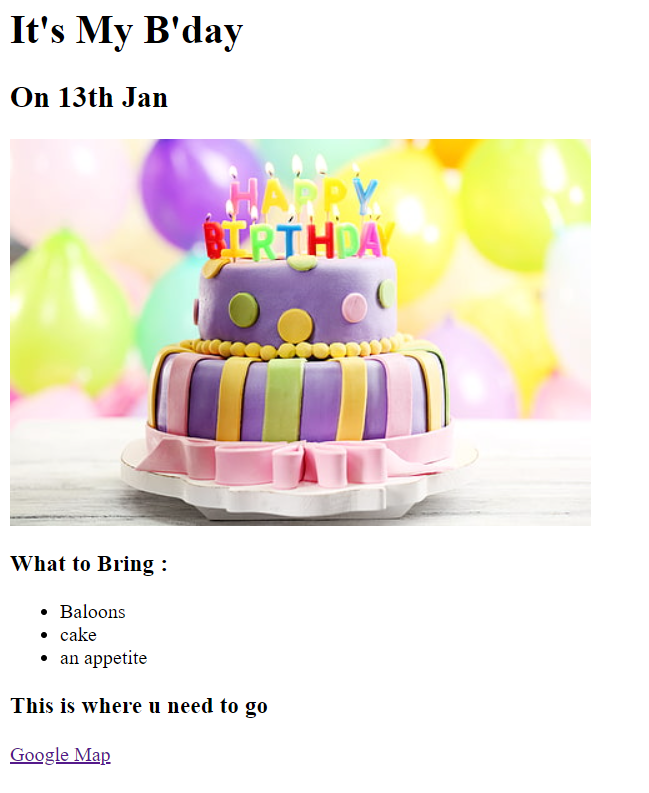 It's My B'day
On 13th Jan
HAPPY
BIRTHDAY
What to Bring :
Baloons
cake
an appetite
This is where u need to go
Google Map